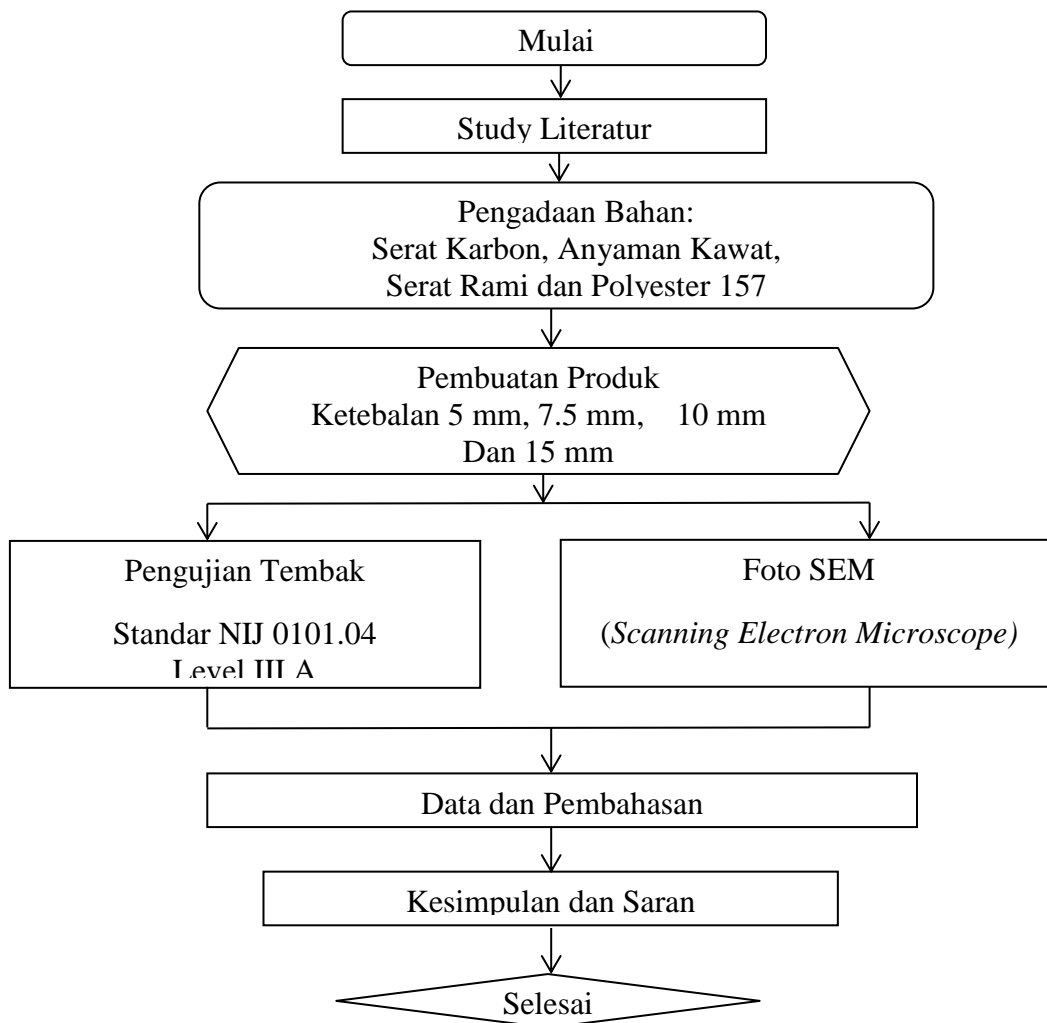 Mulai
Study Literatur
Pengadaan Bahan:
Serat Karbon, Anyaman Kawat,
Serat Rami dan Polyester 157
Pembuatan Produk
Ketebalan 5 mm, 7.5 mm, 10 mm
Dan 15 mm
Pengujian Tembak
Standar NIJ 0101.04
Level III A
Foto SEM
(Scanning Electron Microscope)
Data dan Pembahasan
Kesimpulan dan Saran
Selesai